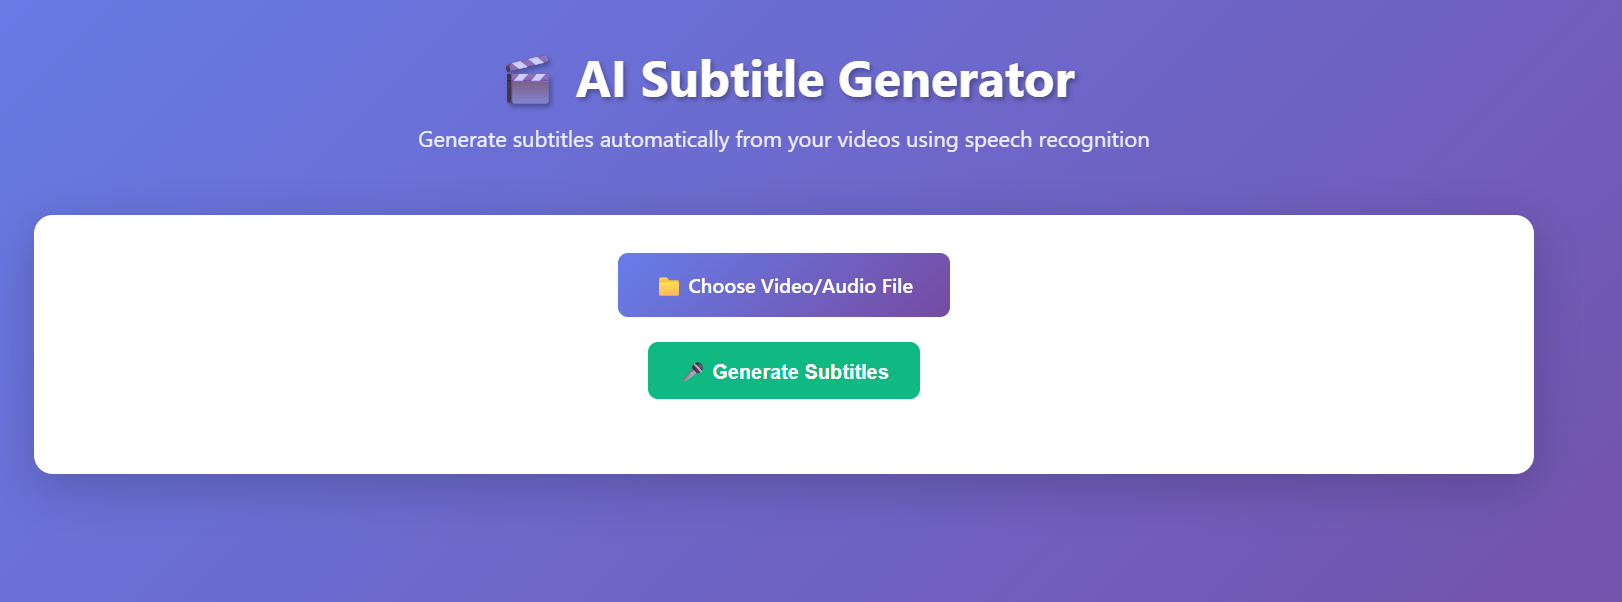 AI Subtitle Generator
Generate subtitles automatically from your videos using speech recognition
Choose Video/Audio File
Generate Subtitles